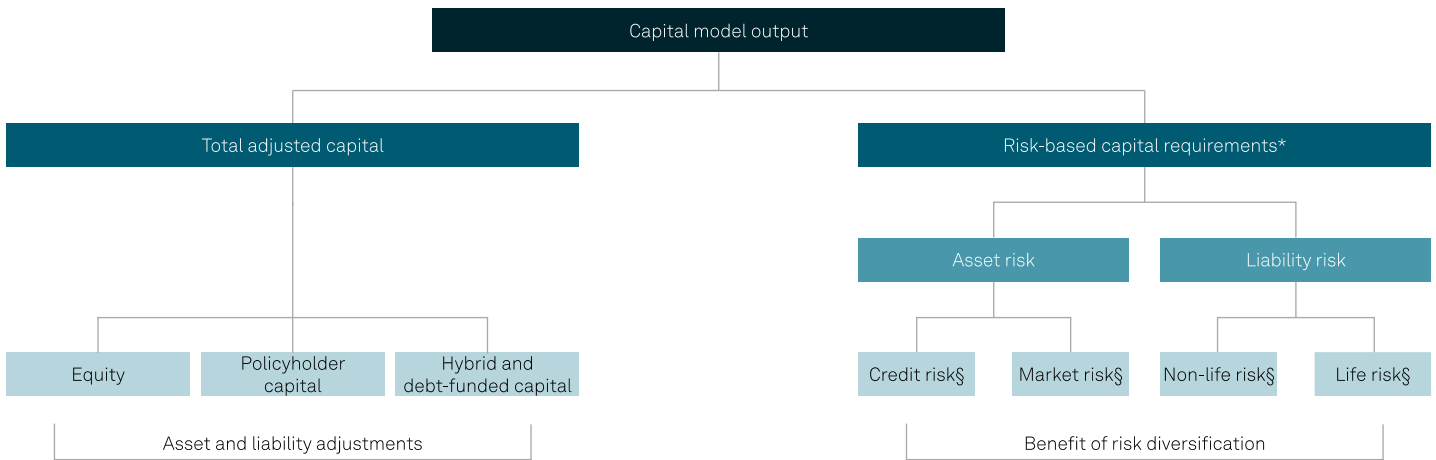 Capital model output
Total adjusted capital
Risk-based capital requirements*
Asset risk
Liability risk
Equity
Policyholder
capital
Hybrid and
debt-funded capital
Credit risk§
Market risk§
Non-life risk§
Life risk§
Asset and liability adjustments
Benefit of risk diversification